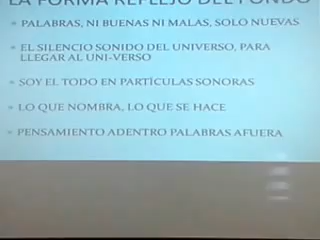 LA FORMA REFLEJO DEL FONDO
PALABRAS, NI BUENAS NI MALAS, SOLO NUEVAS
EL SILENCIO SONIDO DEL UNIVERSO, PARA
LLEGAR AL UNI-VERSO
SOY EL TODO EN PARTÍCULAS SONORAS
LO QUE NOMBRA, LO QUE SE HACE
PENSAMIENTO ADENTRO PALABRAS AFUERA